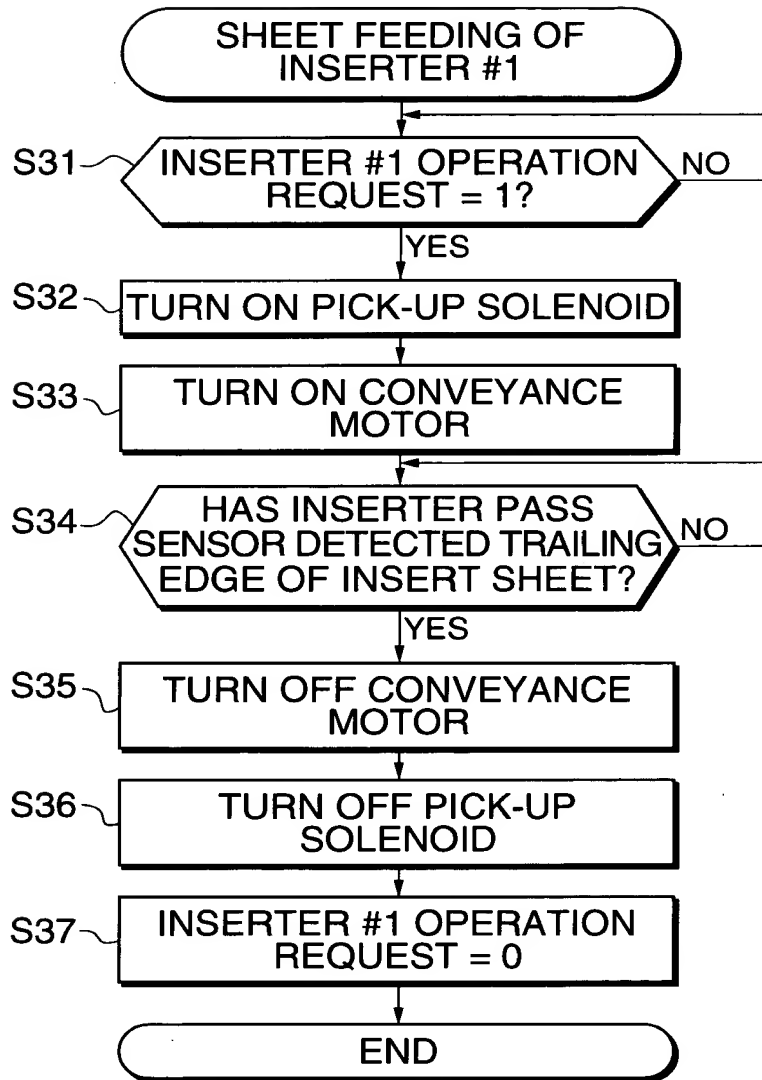 SHEET FEEDING OF
INSERTER #1
S31
INSERTER #1 OPERATION
REQUEST = 1?
NO
YES
S32
TURN ON PICK-UP SOLENOID
S33
TURN ON CONVEYANCE
MOTOR
S34
HAS INSERTER PASS
SENSOR DETECTED TRAILING
EDGE OF INSERT SHEET?
NO
YES
S35
TURN OFF CONVEYANCE
MOTOR
S36
TURN OFF PICK-UP
SOLENOID
S37
INSERTER #1 OPERATION
REQUEST = 0
END